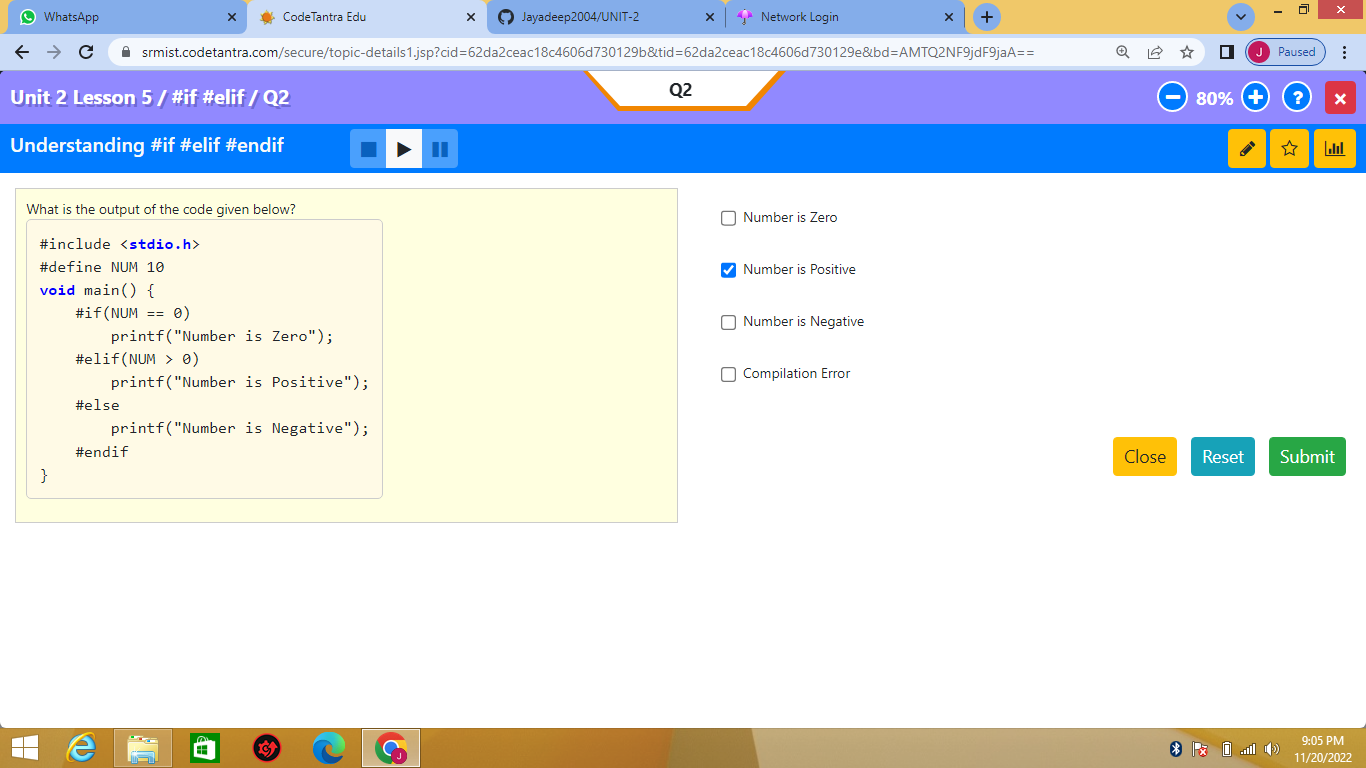 WhatsApp
CodeTantra Edu
Jayadeep2004/UNIT-2
Network Login
srmist.codetantra.com/secure/topic-details1.jsp?cid=62da2ceac18c4606d730129b&tid=62da2ceac18c4606d730129e&bd=AMTQ2NF9jdF9jaA==
J Paused
Unit 2 Lesson 5 / #if #elif / Q2
Q2
80%
?
Understanding #if #elif #endif
What is the output of the code given below?
#include <stdio.h>
#define NUM 10
void main() {
#if(NUM == 0)
printf("Number is Zero");
#elif(NUM > 0)
printf("Number is Positive");
#else
printf("Number is Negative");
#endif
}
Number is Zero
Number is Positive
Number is Negative
Compilation Error
Close Reset Submit
J
9:05 PM
11/20/2022